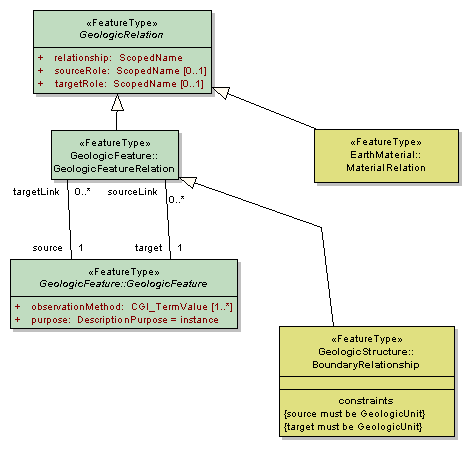 «FeatureType»
GeologicRelation
+ relationship: ScopedName
+ sourceRole: ScopedName [0..1]
+ targetRole: ScopedName [0..1]
«FeatureType»
GeologicFeature::
GeologicFeatureRelation
«FeatureType»
EarthMaterial::
MaterialRelation
targetLink 0..* sourceLink
0..*
source 1 target 1
«FeatureType»
GeologicFeature::GeologicFeature
+ observationMethod: CGI_TermValue [1..*]
+ purpose: DescriptionPurpose = instance
«FeatureType»
GeologicStructure::
BoundaryRelationship
constraints
{source must be GeologicUnit}
{target must be GeologicUnit}